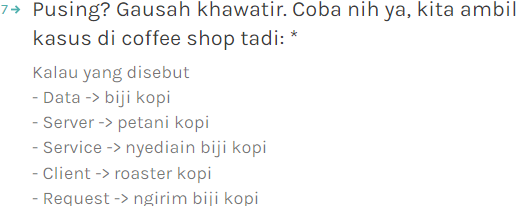 7→ Pusing? Gausah khawatir. Coba nih ya, kita ambil
kasus di coffee shop tadi: *
Kalau yang disebut
- Data -> biji kopi
- Server -> petani kopi
- Service -> nyediain biji kopi
- Client -> roaster kopi
- Request -> ngirim biji kopi